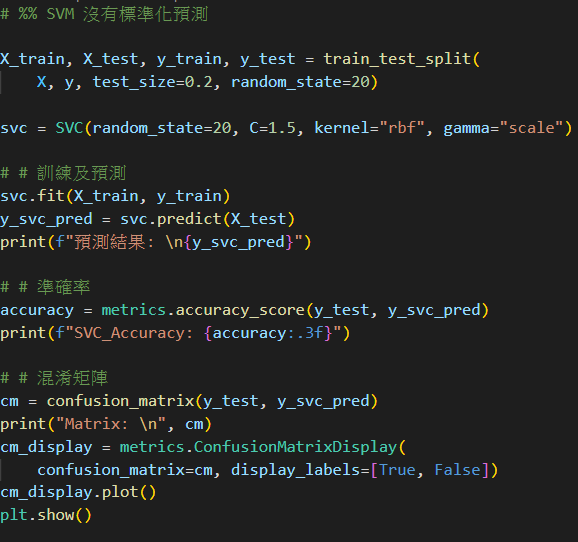 # %% SVM 沒有標準化預測
X_train, X_test, y_train, y_test = train_test_split(
    X, y, test_size=0.2, random_state=20)
svc = SVC(random_state=20, C=1.5, kernel="rbf", gamma="scale")
# # 訓練及預測
svc.fit(X_train, y_train)
y_svc_pred = svc.predict(X_test)
print(f"預測結果: \n{y_svc_pred}")
# # 準確率
accuracy = metrics.accuracy_score(y_test, y_svc_pred)
print(f"SVC_Accuracy: {accuracy:.3f}")
# # 混淆矩陣
cm = confusion_matrix(y_test, y_svc_pred)
print("Matrix: \n", cm)
cm_display = metrics.ConfusionMatrixDisplay(
    confusion_matrix=cm, display_labels=[True, False])
cm_display.plot()
plt.show()